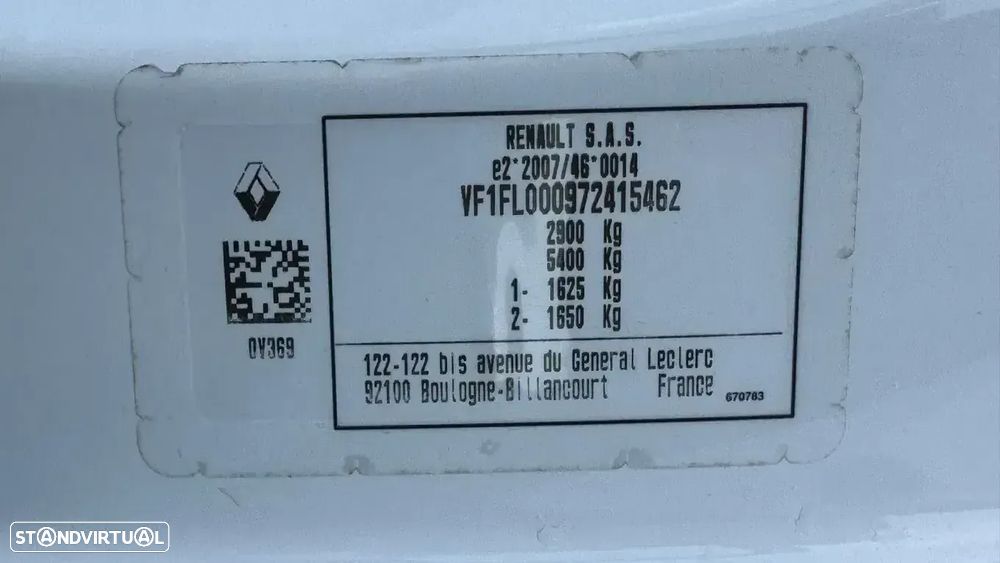 RENAULT S.A.S.
e2*2007/46*0014
VF1FL000972415462
2900 Kg
5400 Kg
1- 1625 Kg
2- 1650 Kg
0V369
122-122 bis avenue du General Leclerc
92100 Boulogne-Billancourt France
670783
STANDVIRTUAL